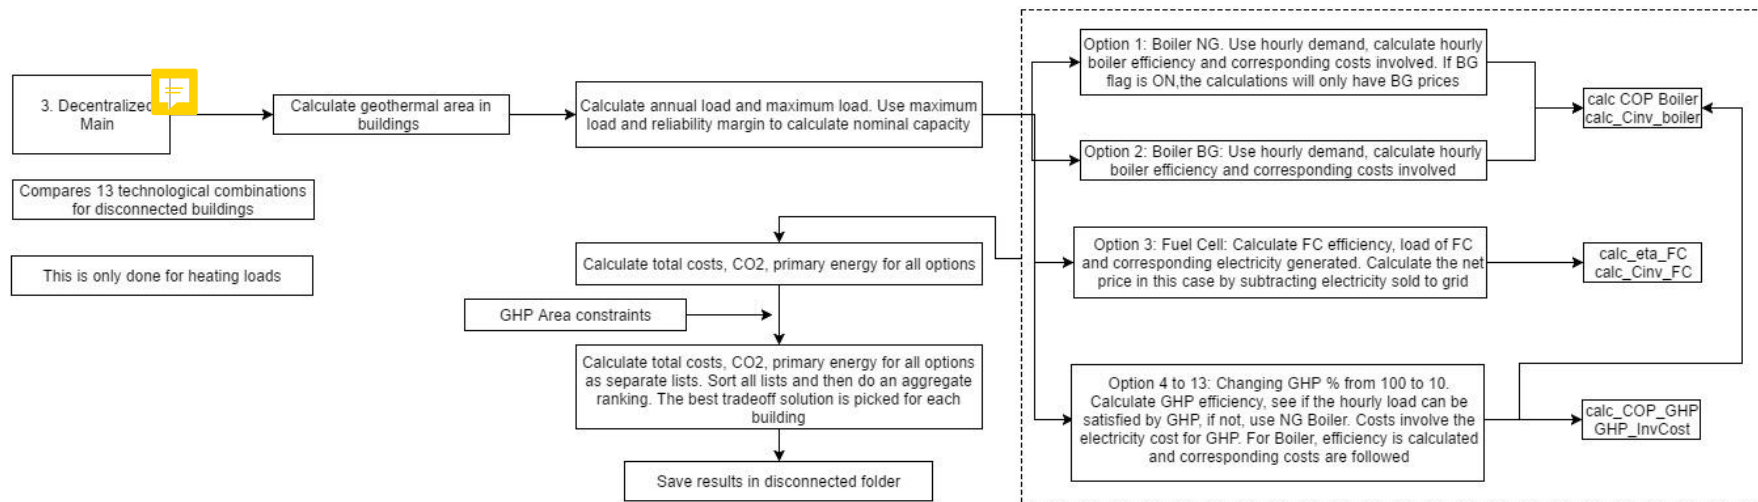 3. Decentralized
Main
Compares 13 technological combinations
for disconnected buildings
This is only done for heating loads
Calculate geothermal area in
buildings
Calculate annual load and maximum load. Use maximum
load and reliability margin to calculate nominal capacity
Option 1: Boiler NG. Use hourly demand, calculate hourly
boiler efficiency and corresponding costs involved. If BG
flag is ON,the calculations will only have BG prices
Option 2: Boiler BG: Use hourly demand, calculate hourly
boiler efficiency and corresponding costs involved
calc COP Boiler
calc_Cinv_boiler
Option 3: Fuel Cell: Calculate FC efficiency, load of FC
and corresponding electricity generated. Calculate the net
price in this case by subtracting electricity sold to grid
calc_eta_FC
calc_Cinv_FC
Option 4 to 13: Changing GHP % from 100 to 10.
Calculate GHP efficiency, see if the hourly load can be
satisfied by GHP, if not, use NG Boiler. Costs involve the
electricity cost for GHP. For Boiler, efficiency is calculated
and corresponding costs are followed
calc_COP_GHP
GHP_InvCost
Calculate total costs, CO2, primary energy for all options
GHP Area constraints
Calculate total costs, CO2, primary energy for all options
as separate lists. Sort all lists and then do an aggregate
ranking. The best tradeoff solution is picked for each
building
Save results in disconnected folder